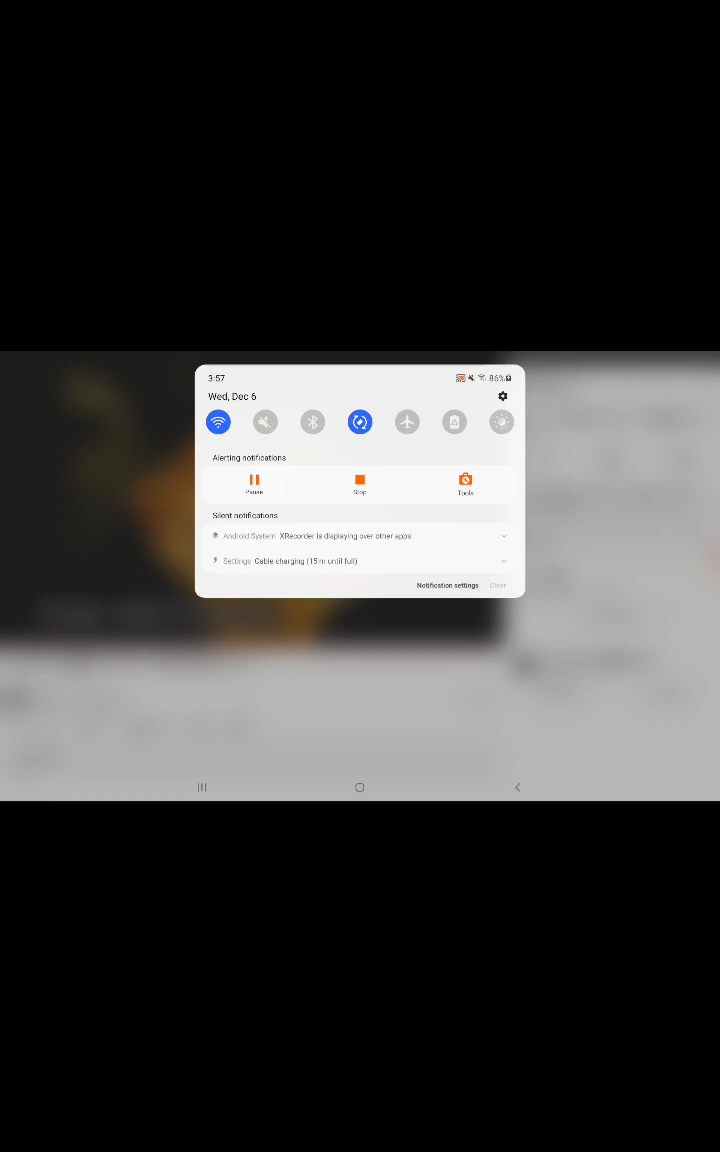 3:57 86%
Wed, Dec 6
Alerting notifications
Pause Stop Tools
Silent notifications
Android System XRecorder is displaying over other apps
Settings Cable charging (15 m until full)
Notification settings Clear